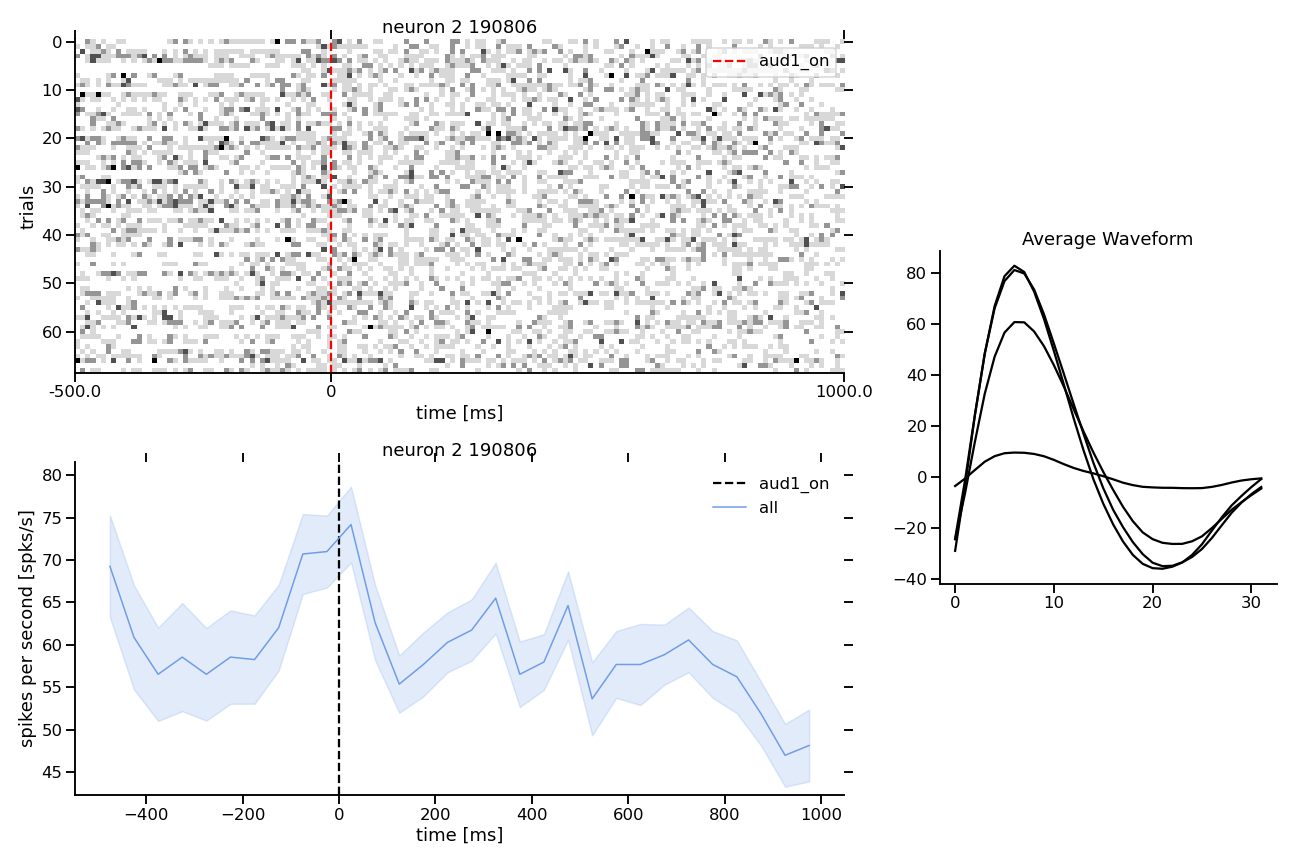 neuron 2 190806
0
10
20
30
40
50
60
trials
aud1_on
-500.0 0 1000.0
time [ms]
neuron 2 190806
80
75
70
65
60
55
50
45
spikes per second [spks/s]
aud1_on
all
−400 −200 0 200 400 600 800 1000
time [ms]
Average Waveform
80
60
40
20
0
−20
−40
0 10 20 30